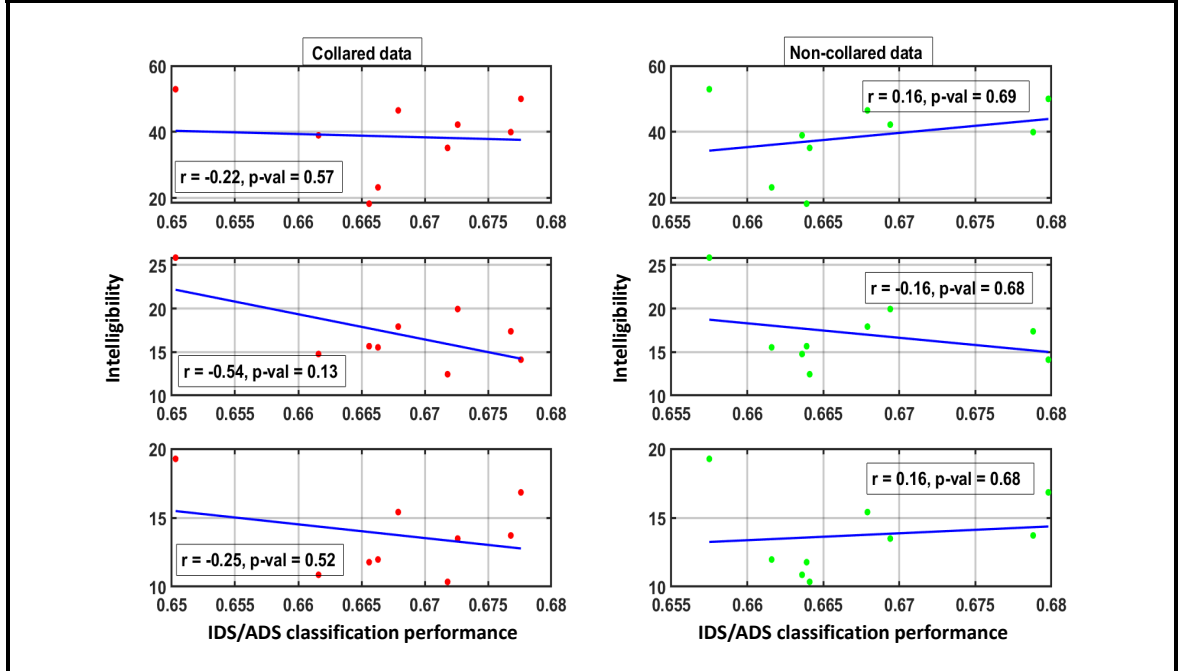 Collared data
Non-collared data
60
40
20
r = -0.22, p-val = 0.57
0.65 0.655 0.66 0.665 0.67 0.675 0.68
60
40
20
r = 0.16, p-val = 0.69
0.655 0.66 0.665 0.67 0.675 0.68
Intelligibility
25
20
15
10
r = -0.54, p-val = 0.13
0.65 0.655 0.66 0.665 0.67 0.675 0.68
Intelligibility
25
20
15
10
r = -0.16, p-val = 0.68
0.655 0.66 0.665 0.67 0.675 0.68
20
15
10
r = -0.25, p-val = 0.52
0.65 0.655 0.66 0.665 0.67 0.675 0.68
IDS/ADS classification performance
20
15
10
r = 0.16, p-val = 0.68
0.655 0.66 0.665 0.67 0.675 0.68
IDS/ADS classification performance